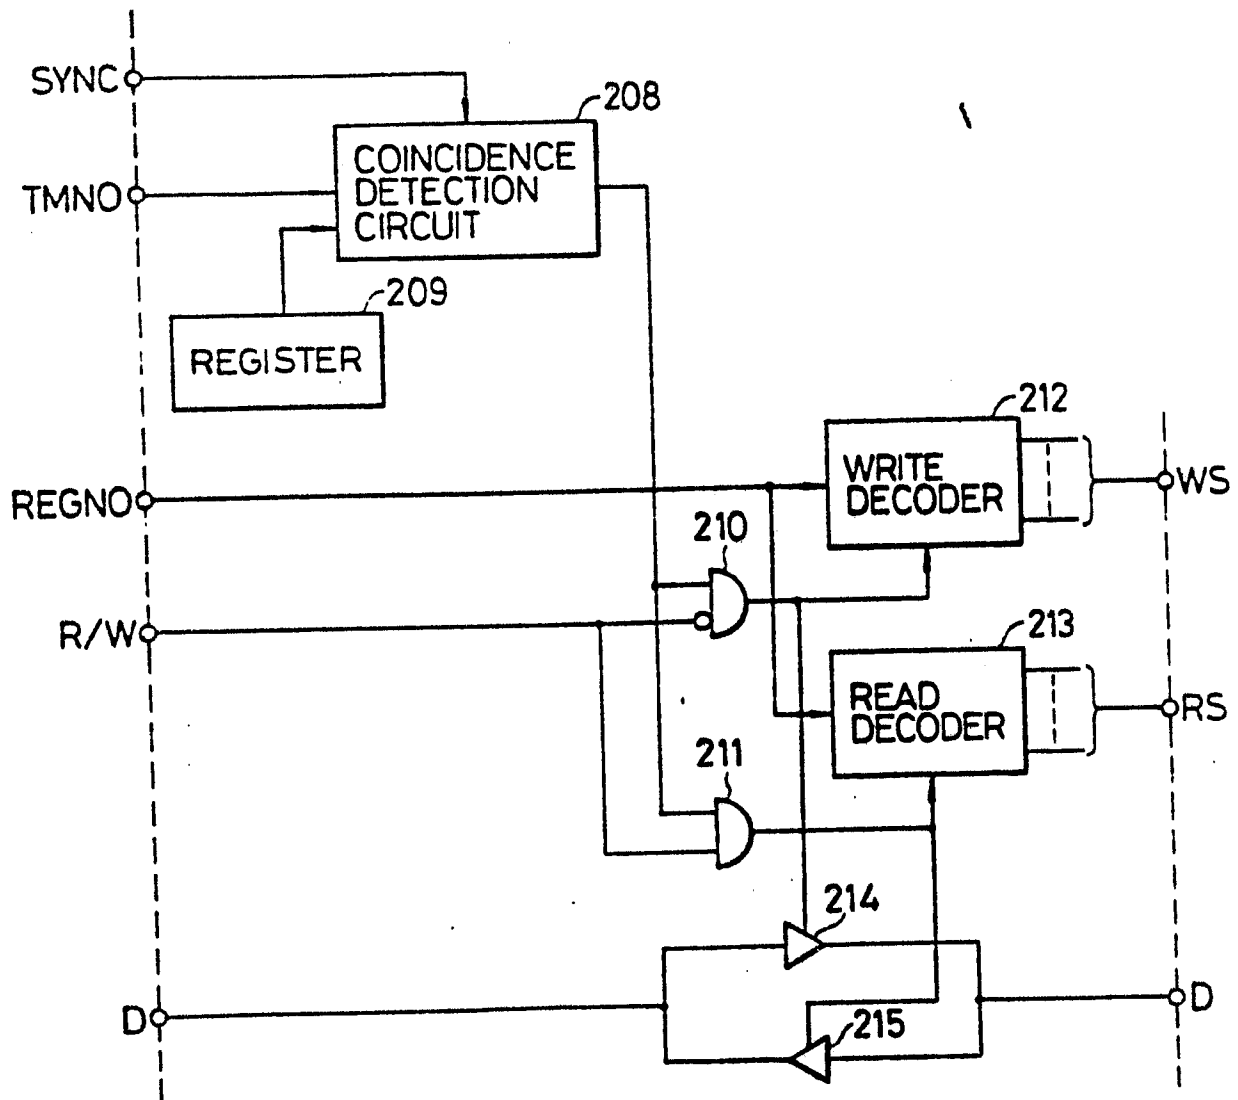 SYNC
208
COINCIDENCE
DETECTION
CIRCUIT
TMNO
209
REGISTER
212
WRITE
DECODER
WS
REGNO
210
R/W
213
READ
DECODER
RS
211
214
D
D
215